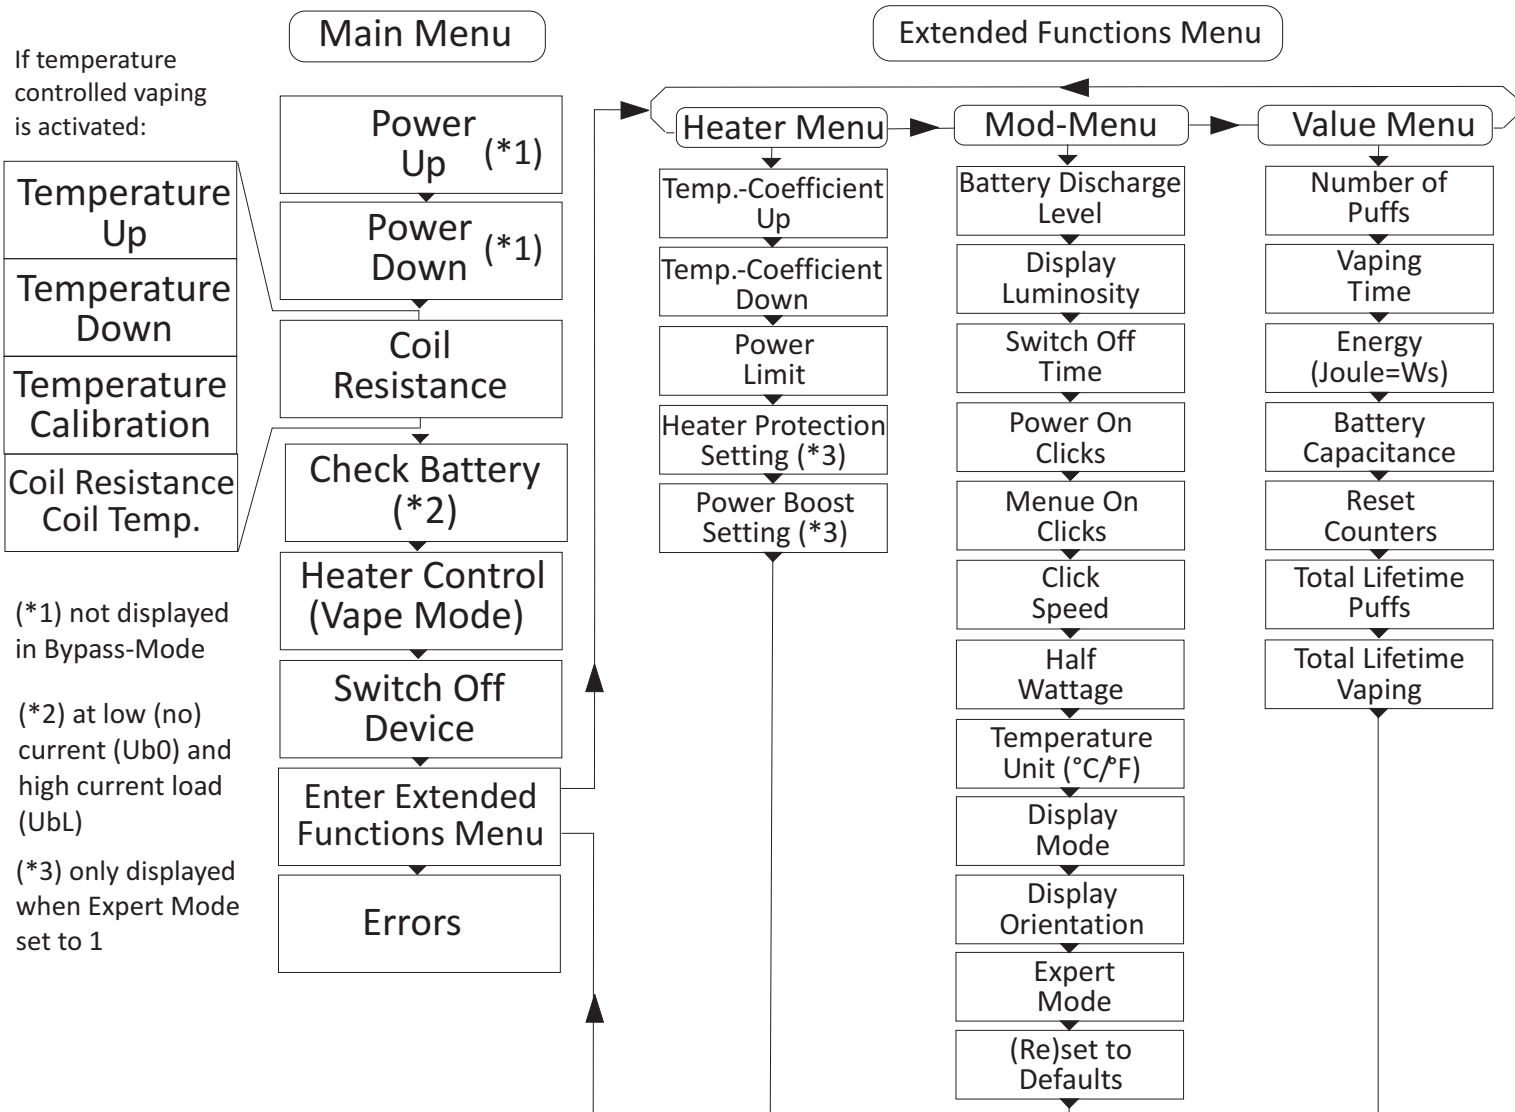 Main Menu
Extended Functions Menu
If temperature
controlled vaping
is activated:
Temperature
Up
Temperature
Down
Temperature
Calibration
Coil Resistance
Coil Temp.
(*1) not displayed
in Bypass-Mode
(*2) at low (no)
current (Ub0) and
high current load
(UbL)
(*3) only displayed
when Expert Mode
set to 1
Power
Up (*1)
Power
Down (*1)
Coil
Resistance
Check Battery
(*2)
Heater Control
(Vape Mode)
Switch Off
Device
Enter Extended
Functions Menu
Errors
Heater Menu
Temp.-Coefficient
Up
Temp.-Coefficient
Down
Power
Limit
Heater Protection
Setting (*3)
Power Boost
Setting (*3)
Mod-Menu
Battery Discharge
Level
Display
Luminosity
Switch Off
Time
Power On
Clicks
Menue On
Clicks
Click
Speed
Half
Wattage
Temperature
Unit (°C/°F)
Display
Mode
Display
Orientation
Expert
Mode
(Re)set to
Defaults
Value Menu
Number of
Puffs
Vaping
Time
Energy
(Joule=Ws)
Battery
Capacitance
Reset
Counters
Total Lifetime
Puffs
Total Lifetime
Vaping